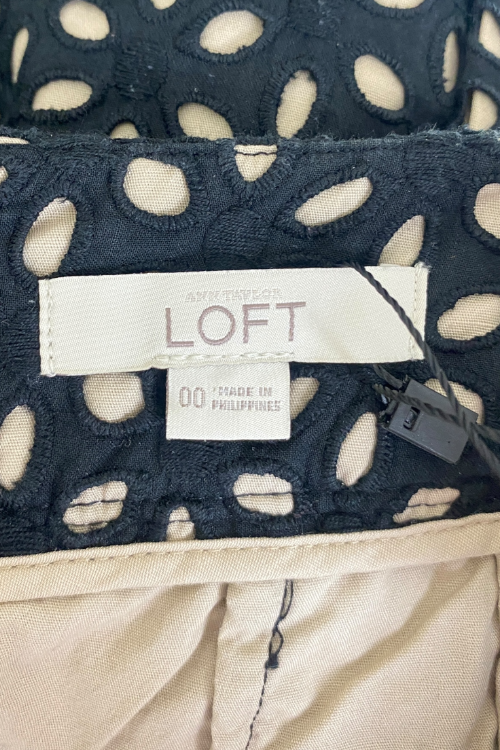 ANN TAYLOR
LOFT
00
MADE IN
PHILIPPINES